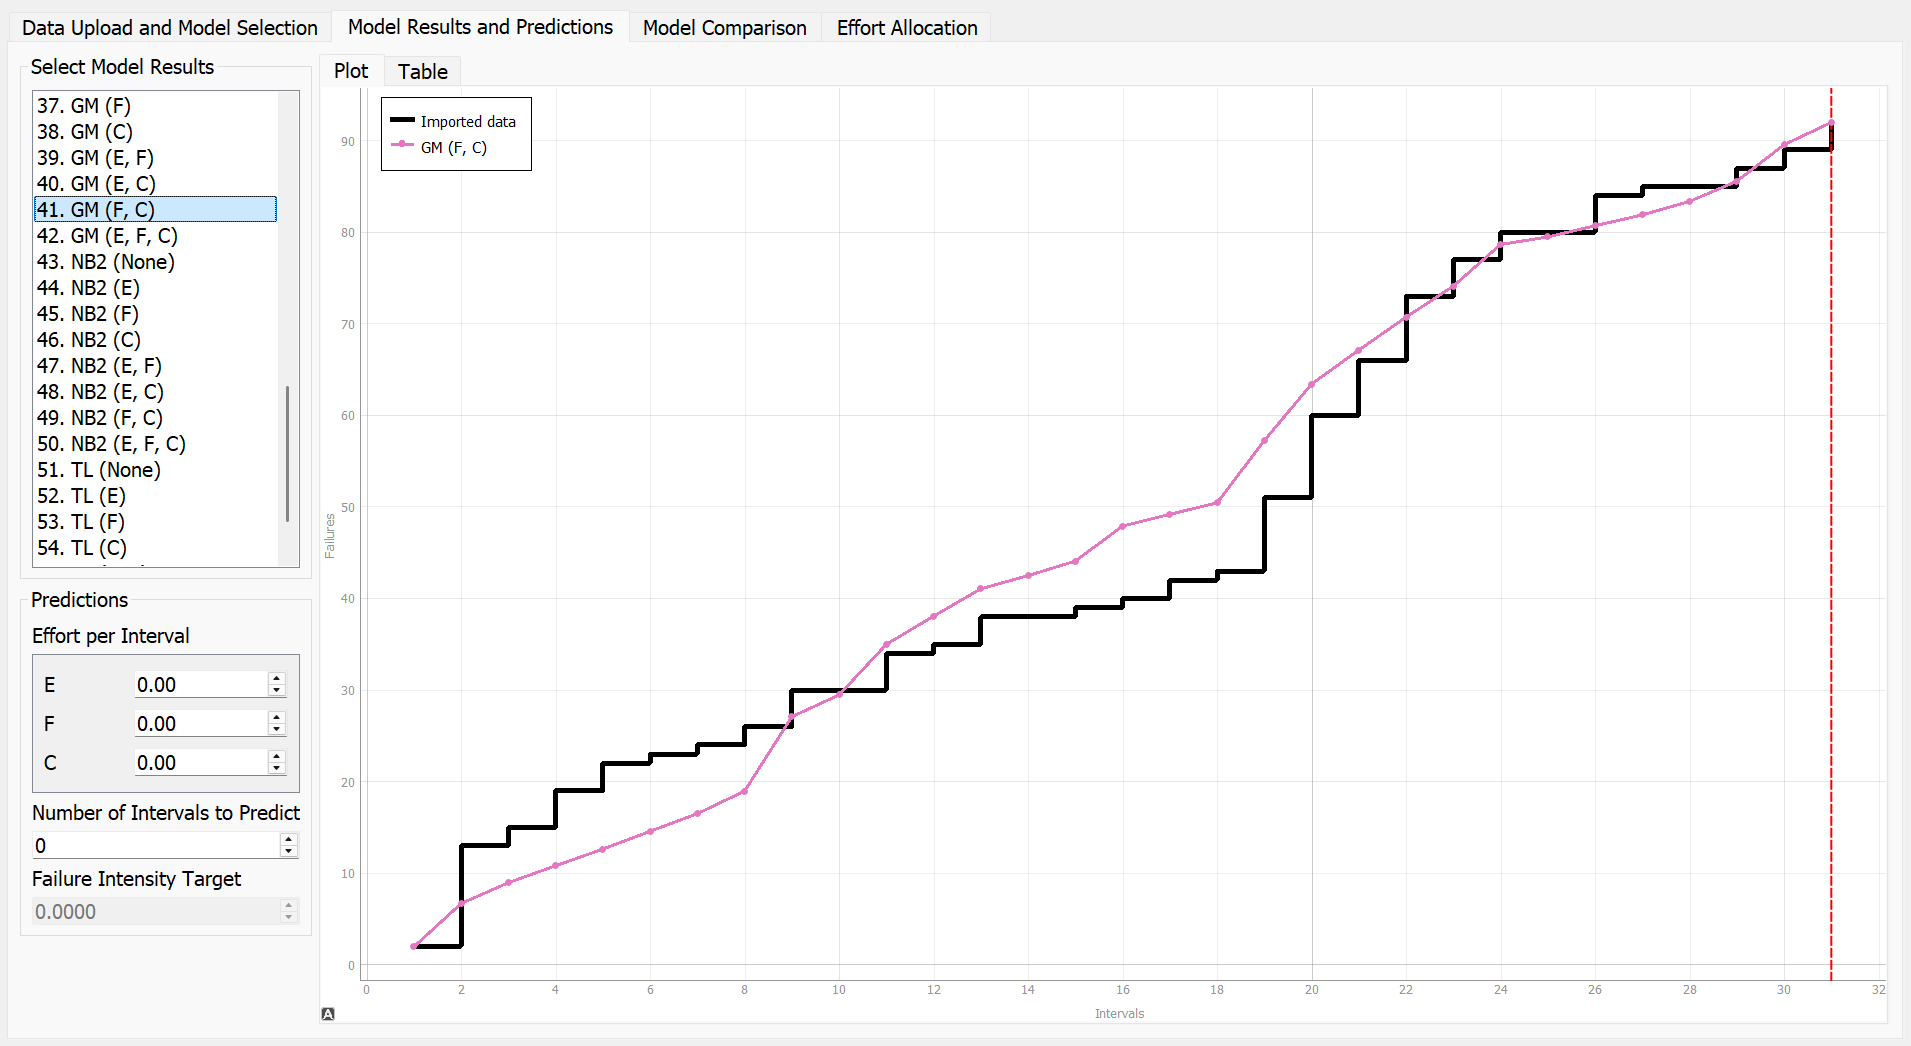 Data Upload and Model Selection
Model Results and Predictions
Model Comparison
Effort Allocation
Select Model Results
37. GM (F)
38. GM (C)
39. GM (E, F)
40. GM (E, C)
41. GM (F, C)
42. GM (E, F, C)
43. NB2 (None)
44. NB2 (E)
45. NB2 (F)
46. NB2 (C)
47. NB2 (E, F)
48. NB2 (E, C)
49. NB2 (F, C)
50. NB2 (E, F, C)
51. TL (None)
52. TL (E)
53. TL (F)
54. TL (C)
Predictions
Effort per Interval
E 0.00
F 0.00
C 0.00
Number of Intervals to Predict
0
Failure Intensity Target
0.0000
Plot
Table
Imported data
GM (F, C)
Failures
90
80
70
60
50
40
30
20
10
0
0 2 4 6 8 10 12 14 16 18 20 22 24 26 28 30 32
Intervals
A